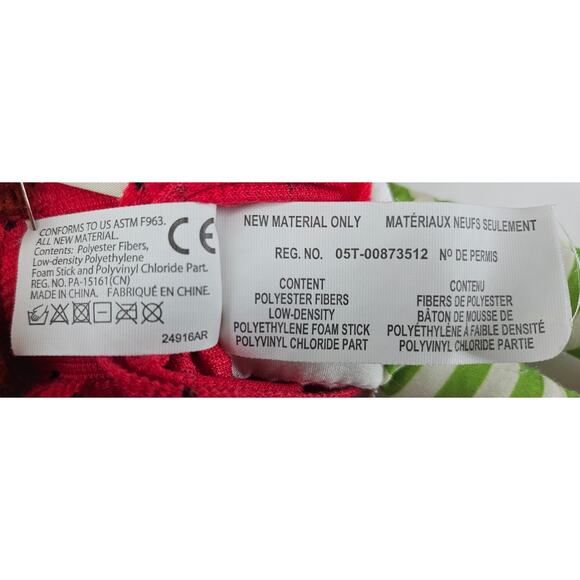 CONFORMS TO US ASTM F963.
ALL NEW MATERIAL.
Contents: Polyester Fibers,
Low-density Polyethylene
Foam Stick and Polyvinyl Chloride Part.
REG. NO. PA-15161(CN)
MADE IN CHINA. FABRIQUÉ EN CHINE.
CE
24916AR
NEW MATERIAL ONLY MATÉRIAUX NEUFS SEULEMENT
REG. NO. 05T-00873512 Nº DE PERMIS
CONTENT
POLYESTER FIBERS
LOW-DENSITY
POLYETHYLENE FOAM STICK
POLYVINYL CHLORIDE PART
CONTENU
FIBRES DE POLYESTER
BÂTON DE MOUSSE DE
POLYÉTHYLÈNE À FAIBLE DENSITÉ
POLYVINYL CHLORIDE PARTIE